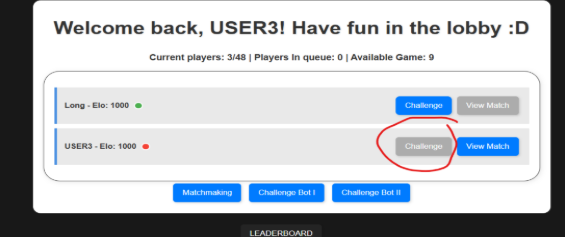 Welcome back, USER3! Have fun in the lobby :D
Current players: 3/48 | Players In queue: 0 | Available Game: 9
Long - Elo: 1000 Challenge View Match
USER3 - Elo: 1000 Challenge View Match
Matchmaking Challenge Bot I Challenge Bot II
LEADERBOARD